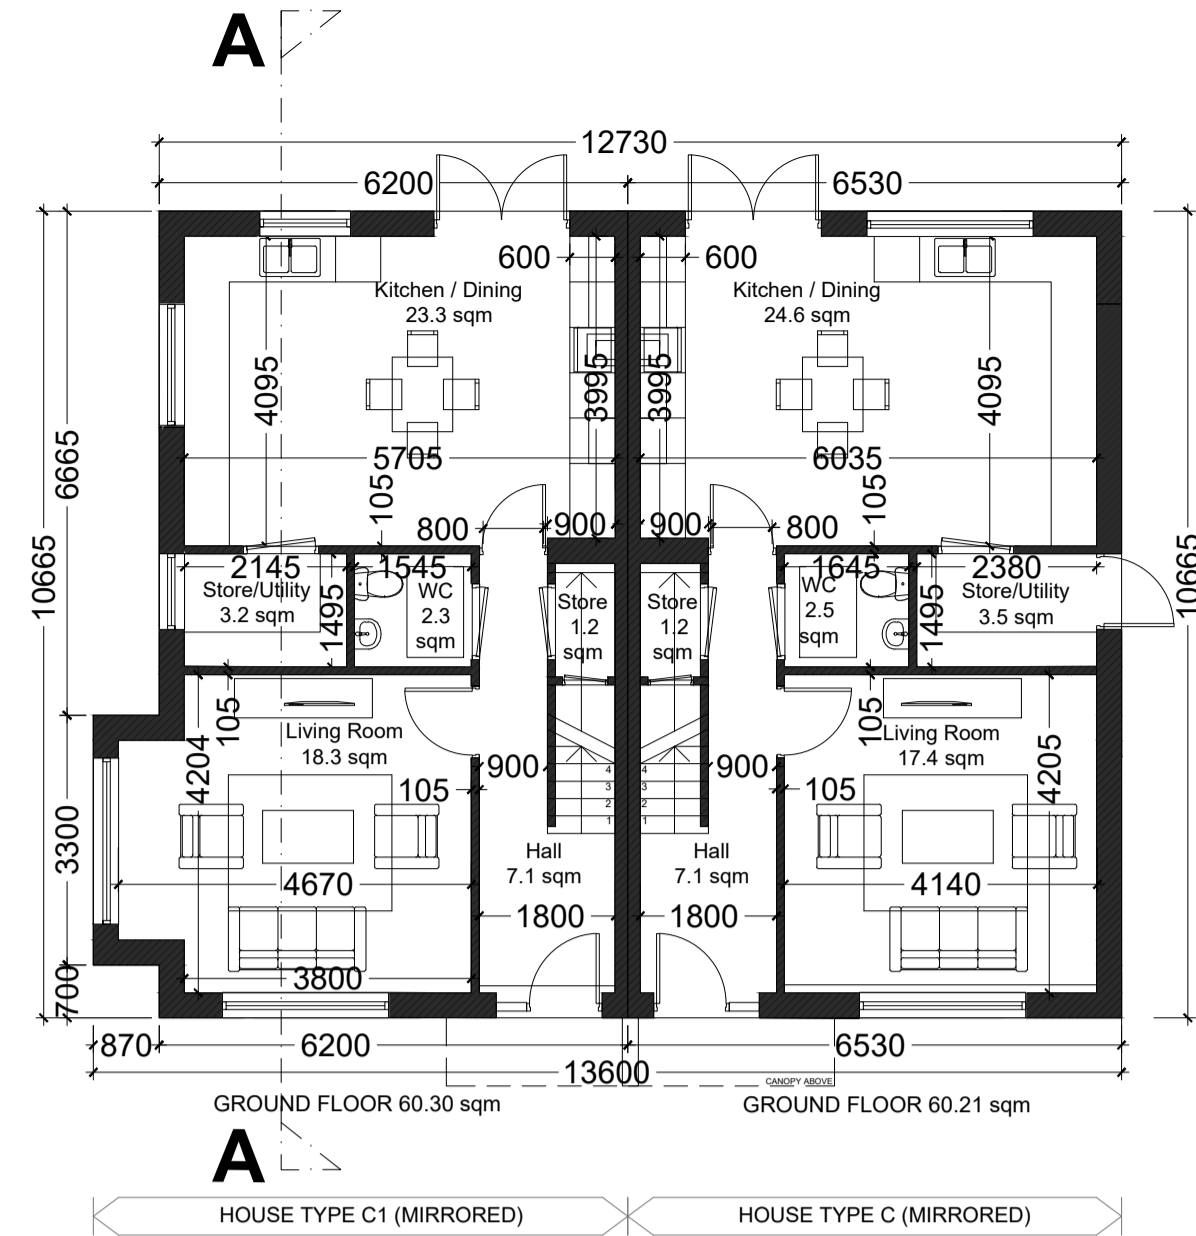 A
12730
6200
6530
600
600
Kitchen / Dining
23.3 sqm
Kitchen / Dining
24.6 sqm
4095
3995
3995
4095
6665
10665
10665
5705
6035
105
105
800
900
900
800
2145
1545
1645
2380
Store/Utility
3.2 sqm
1495
WC
2.3
sqm
Store
1.2
sqm
Store
1.2
sqm
WC
2.5
sqm
1495
Store/Utility
3.5 sqm
105
105
Living Room
18.3 sqm
Living Room
17.4 sqm
4204
4205
900
900
105
105
4
3
2
1
4
3
2
1
3300
Hall
7.1 sqm
Hall
7.1 sqm
4670
4140
1800
1800
3800
700
870
6200
6530
13600
CANOPY ABOVE
GROUND FLOOR 60.30 sqm
GROUND FLOOR 60.21 sqm
A
HOUSE TYPE C1 (MIRRORED)
HOUSE TYPE C (MIRRORED)